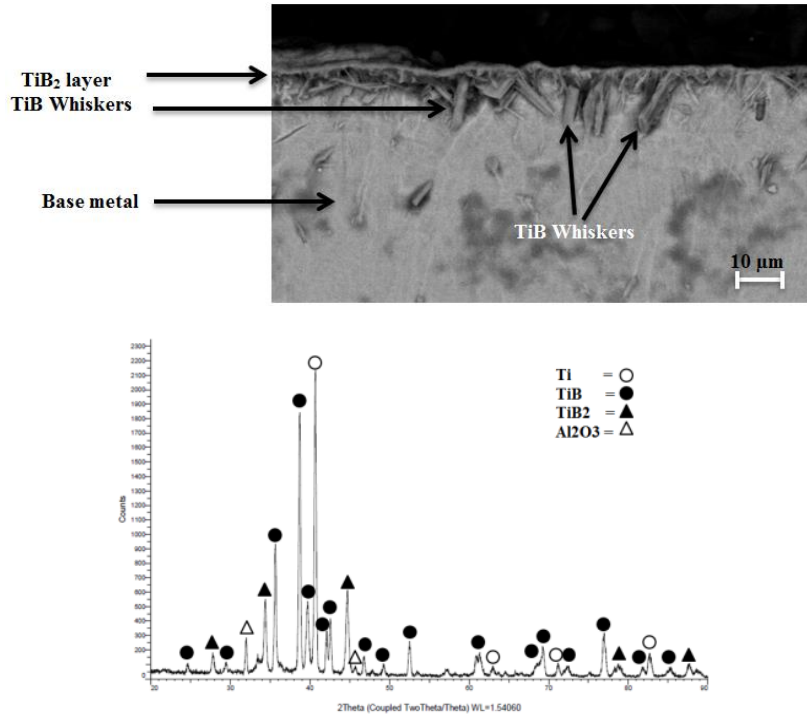 TiB₂ layer
TiB Whiskers
Base metal
TiB Whiskers
10 μm
Ti = ○
TiB = ●
TiB2 = ▲
Al2O3 = △
Counts
2300
2200
2100
2000
1900
1800
1700
1600
1500
1400
1300
1200
1100
1000
900
800
700
600
500
400
300
200
100
0
20 30 40 50 60 70 80 90
2Theta (Coupled TwoTheta/Theta) WL=1.54060